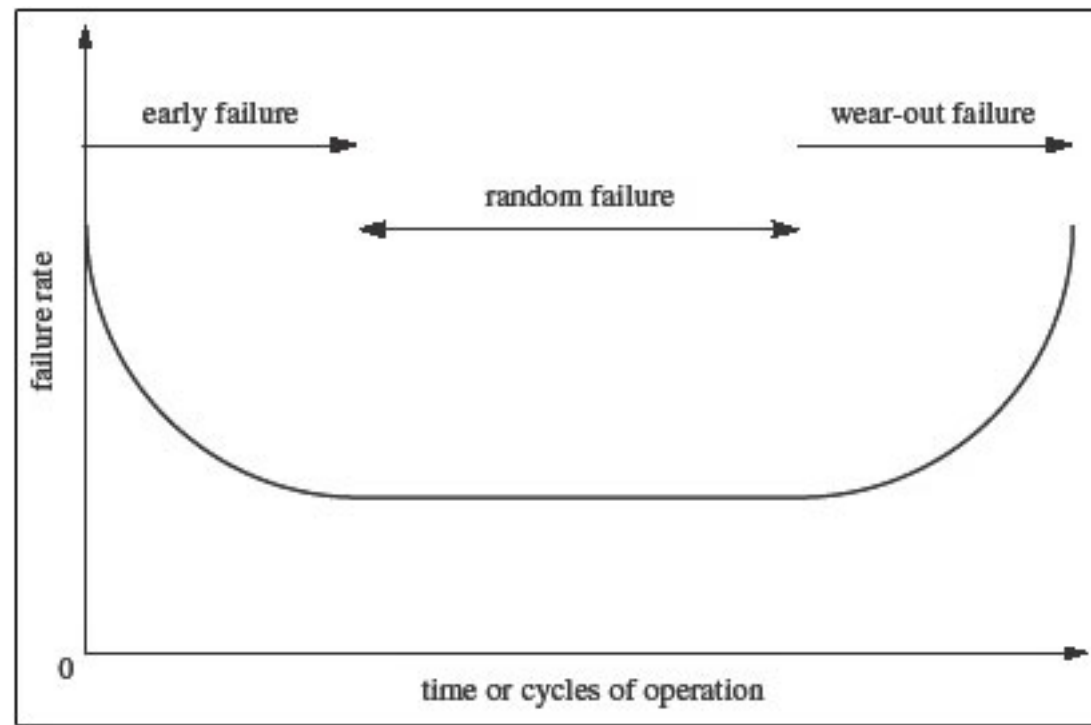 early failure
wear-out failure
random failure
failure rate
0
time or cycles of operation